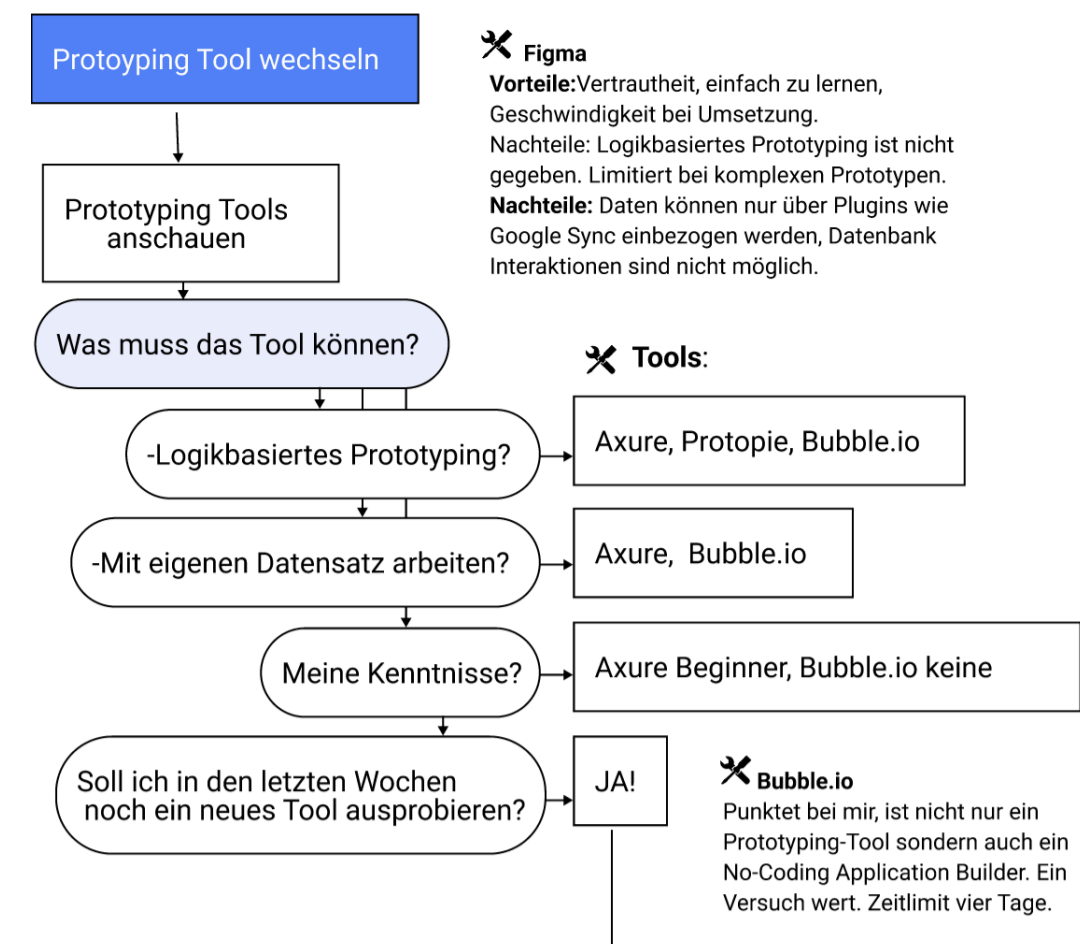 Protoyping Tool wechseln
Figma
Vorteile:Vertrautheit, einfach zu lernen,
Geschwindigkeit bei Umsetzung.
Nachteile: Logikbasiertes Prototyping ist nicht
gegeben. Limitiert bei komplexen Prototypen.
Nachteile: Daten können nur über Plugins wie
Google Sync einbezogen werden, Datenbank
Interaktionen sind nicht möglich.
Prototyping Tools
anschauen
Was muss das Tool können?
Tools:
-Logikbasiertes Prototyping?
Axure, Protopie, Bubble.io
-Mit eigenen Datensatz arbeiten?
Axure, Bubble.io
Meine Kenntnisse?
Axure Beginner, Bubble.io keine
Soll ich in den letzten Wochen
noch ein neues Tool ausprobieren?
JA!
Bubble.io
Punktet bei mir, ist nicht nur ein
Prototyping-Tool sondern auch ein
No-Coding Application Builder. Ein
Versuch wert. Zeitlimit vier Tage.